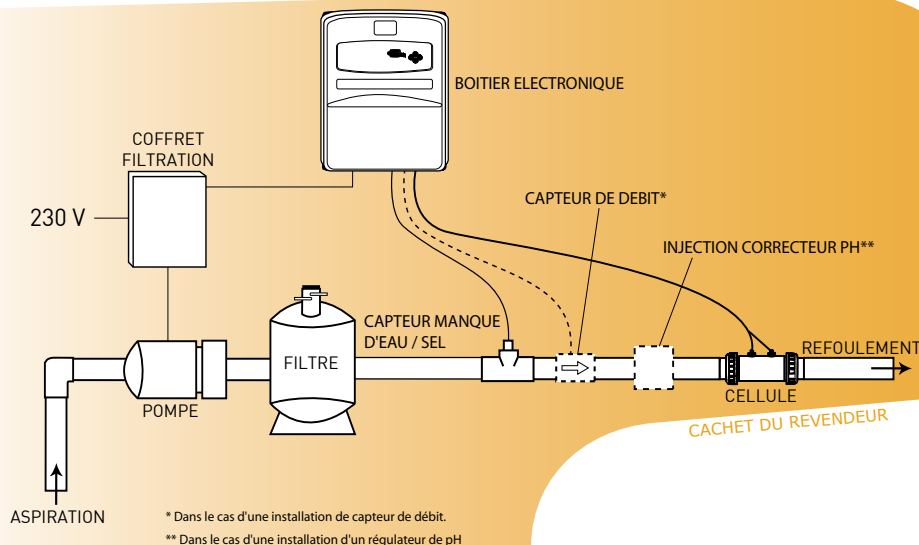 BOITIER ELECTRONIQUE
COFFRET
FILTRATION
230 V
CAPTEUR DE DEBIT*
INJECTION CORRECTEUR PH**
CAPTEUR MANQUE
D'EAU / SEL
FILTRE
REFOULEMENT
POMPE
CELLULE
CACHET DU REVENDEUR
ASPIRATION
* Dans le cas d'une installation de capteur de débit.
** Dans le cas d'une installation d'un régulateur de pH